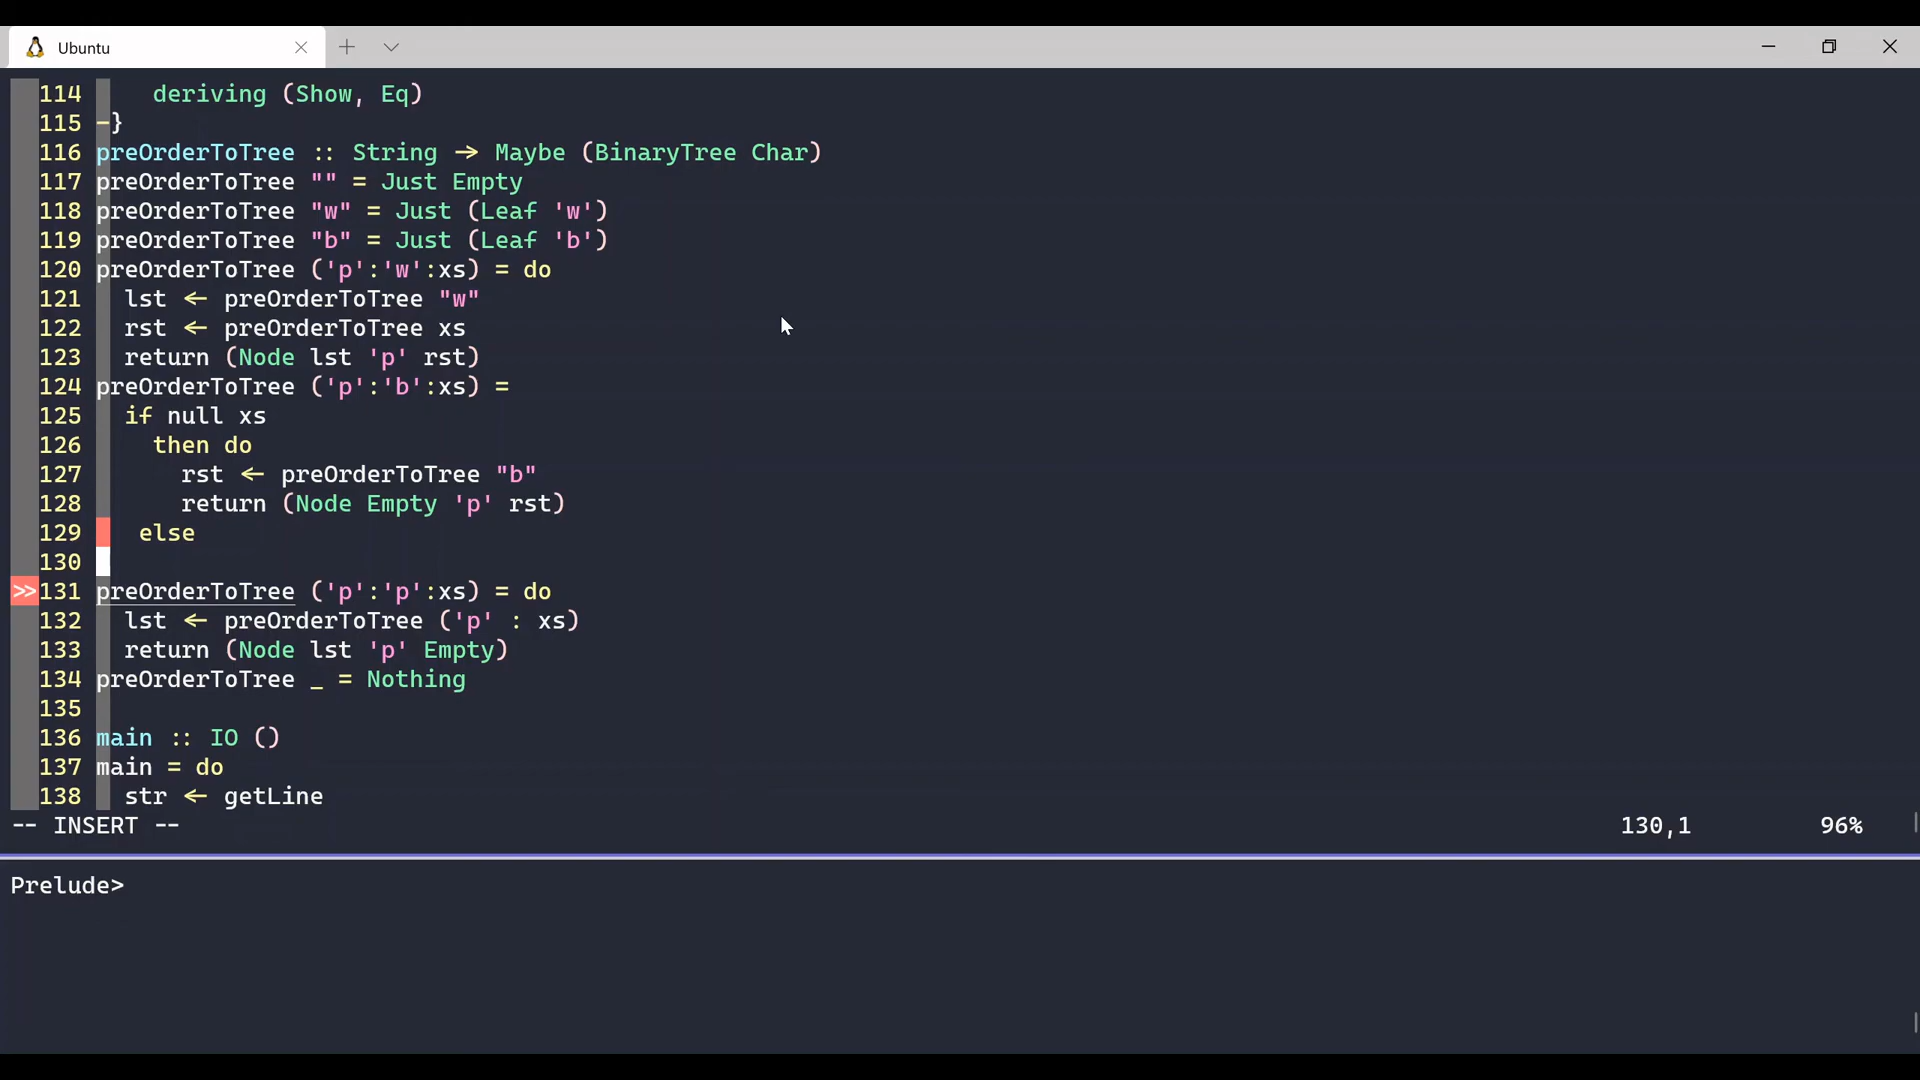 Ubuntu
114     deriving (Show, Eq)
115 -}
116 preOrderToTree :: String → Maybe (BinaryTree Char)
117 preOrderToTree "" = Just Empty
118 preOrderToTree "w" = Just (Leaf 'w')
119 preOrderToTree "b" = Just (Leaf 'b')
120 preOrderToTree ('p':'w':xs) = do
121   lst ← preOrderToTree "w"
122   rst ← preOrderToTree xs
123   return (Node lst 'p' rst)
124 preOrderToTree ('p':'b':xs) =
125   if null xs
126     then do
127       rst ← preOrderToTree "b"
128       return (Node Empty 'p' rst)
129    else
130
>>131 preOrderToTree ('p':'p':xs) = do
132   lst ← preOrderToTree ('p' : xs)
133   return (Node lst 'p' Empty)
134 preOrderToTree _ = Nothing
135
136 main :: IO ()
137 main = do
138   str ← getLine
-- INSERT -- 130,1 96%
Prelude>